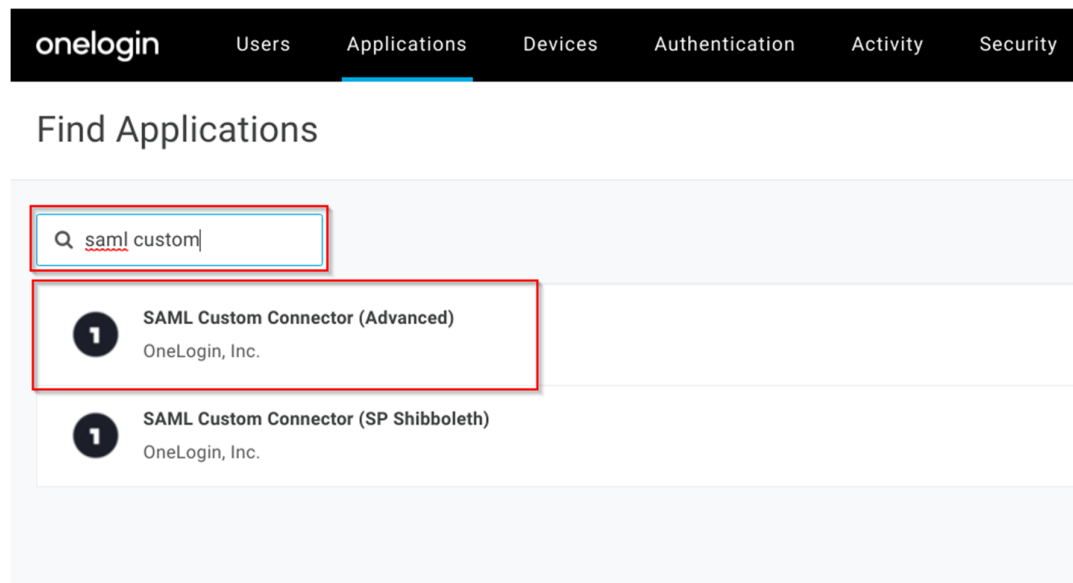 onelogin Users Applications Devices Authentication Activity Security
Find Applications
saml custom
SAML Custom Connector (Advanced)
OneLogin, Inc.
SAML Custom Connector (SP Shibboleth)
OneLogin, Inc.